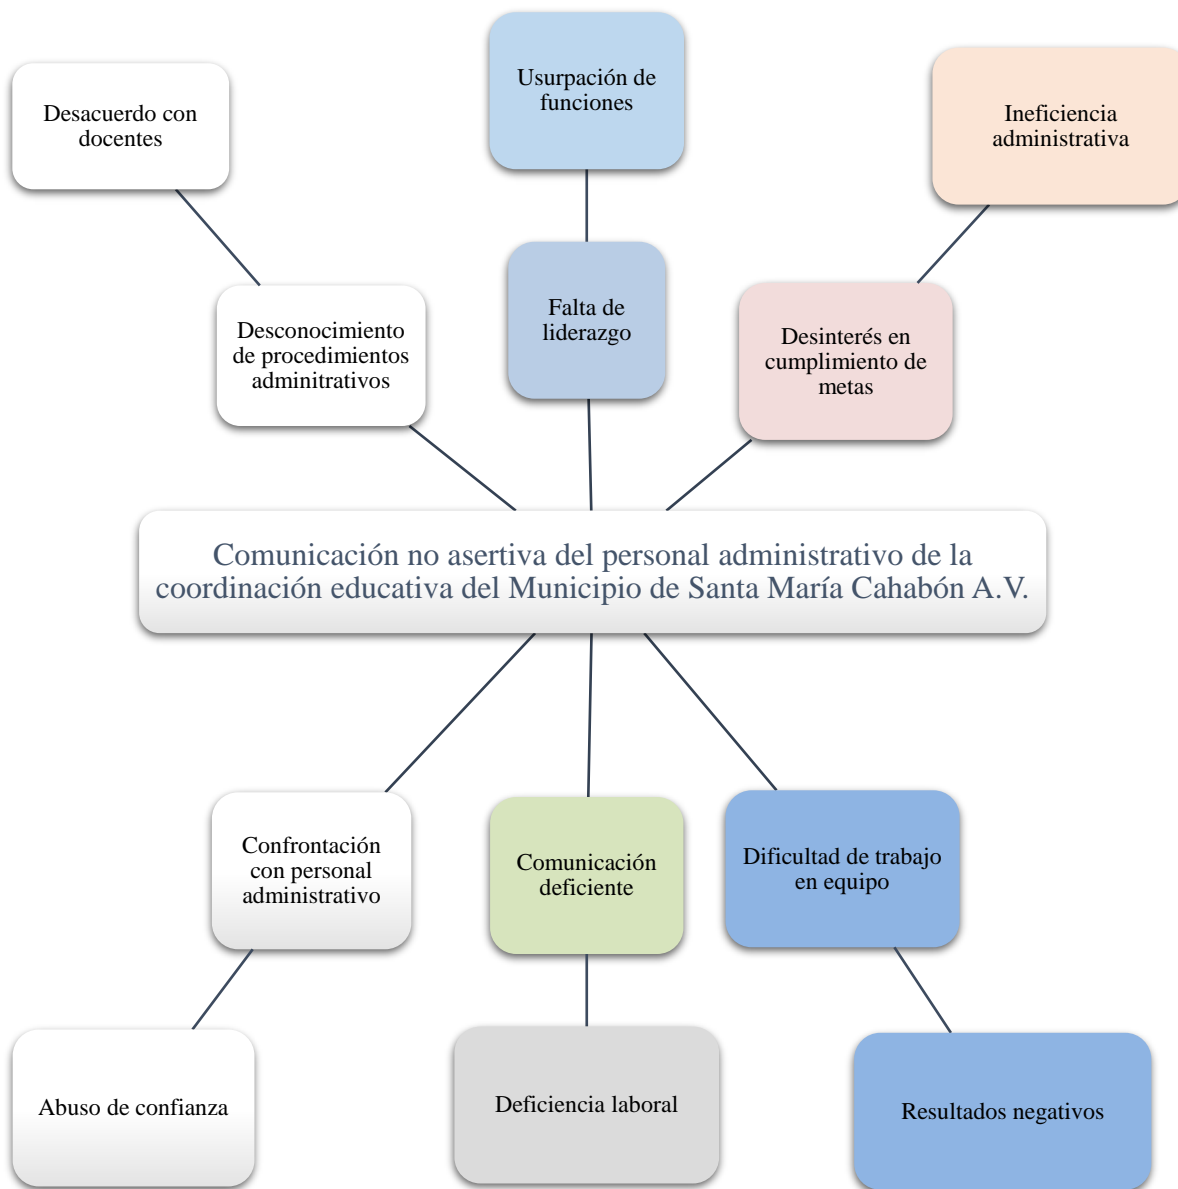 Usurpación de
funciones
Desacuerdo con
docentes
Ineficiencia
administrativa
Falta de
liderazgo
Desconocimiento
de procedimientos
adminitrativos
Desinterés en
cumplimiento de
metas
Comunicación no asertiva del personal administrativo de la
coordinación educativa del Municipio de Santa María Cahabón A.V.
Confrontación
con personal
administrativo
Comunicación
deficiente
Dificultad de trabajo
en equipo
Abuso de confianza
Deficiencia laboral
Resultados negativos